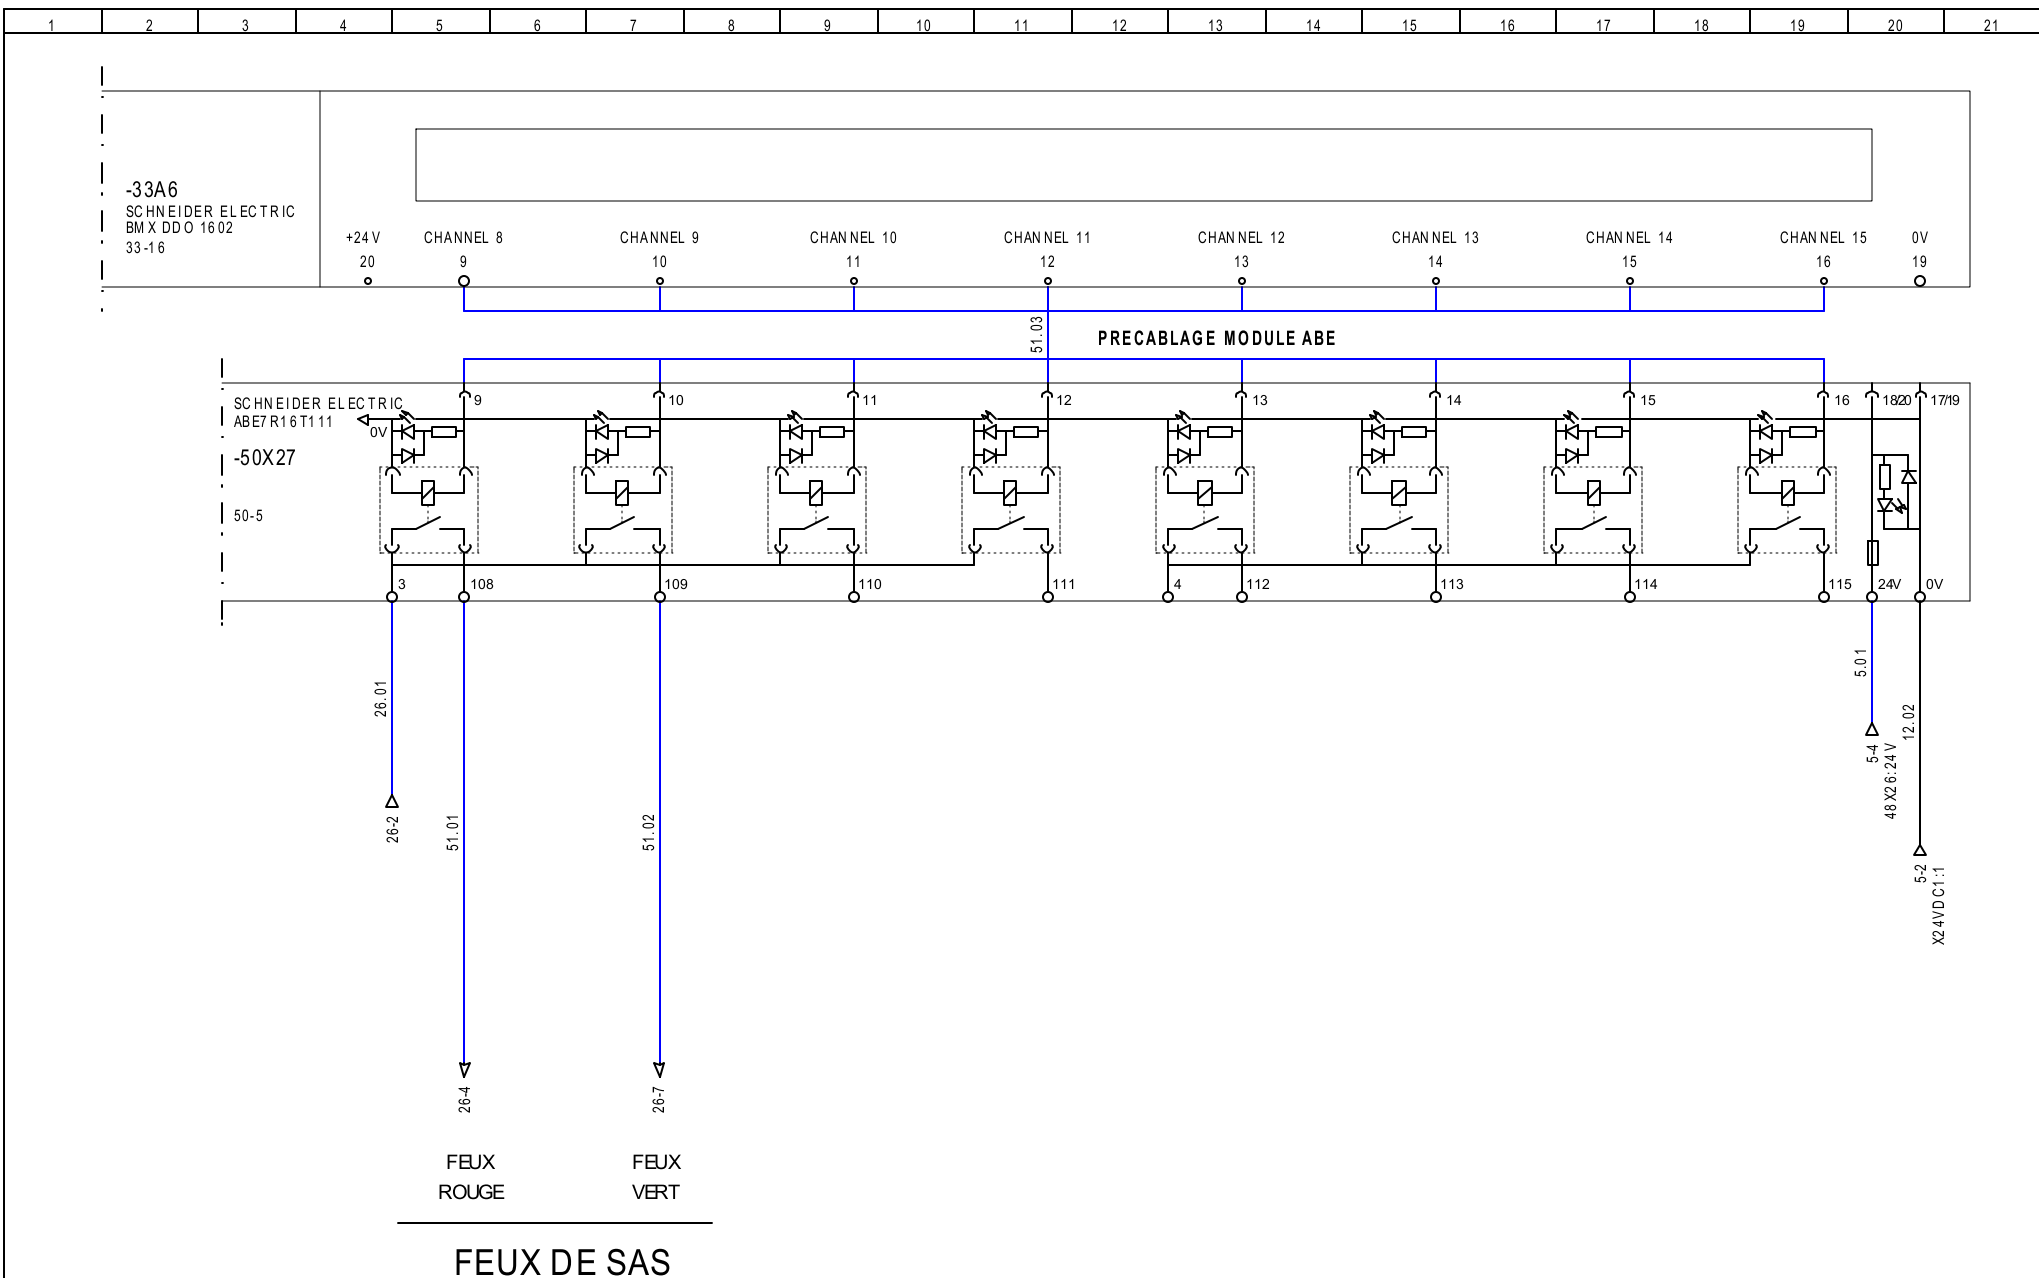 1 2 3 4 5 6 7 8 9 10 11 12 13 14 15 16 17 18 19 20 21
-33A6
SCHNEIDER ELECTRIC
BMX DDO 1602
33-16
+24V CHANNEL 8 CHANNEL 9 CHANNEL 10 CHANNEL 11 CHANNEL 12 CHANNEL 13 CHANNEL 14 CHANNEL 15 0V
20 9 10 11 12 13 14 15 16 19
51.03
PRECABLAGE MODULE ABE
SCHNEIDER ELECTRIC
ABE7R16T111
-50X27
50-5
0V
9 10 11 12 13 14 15 16 18/20 17/19
3 108 109 110 111 4 112 113 114 115 24V 0V
26.01
26-2
51.01
51.02
5.01
5-4
48X26:24V
12.02
5-2
X24VDC1:1
26-4
26-7
FEUX
ROUGE
FEUX
VERT
FEUX DE SAS